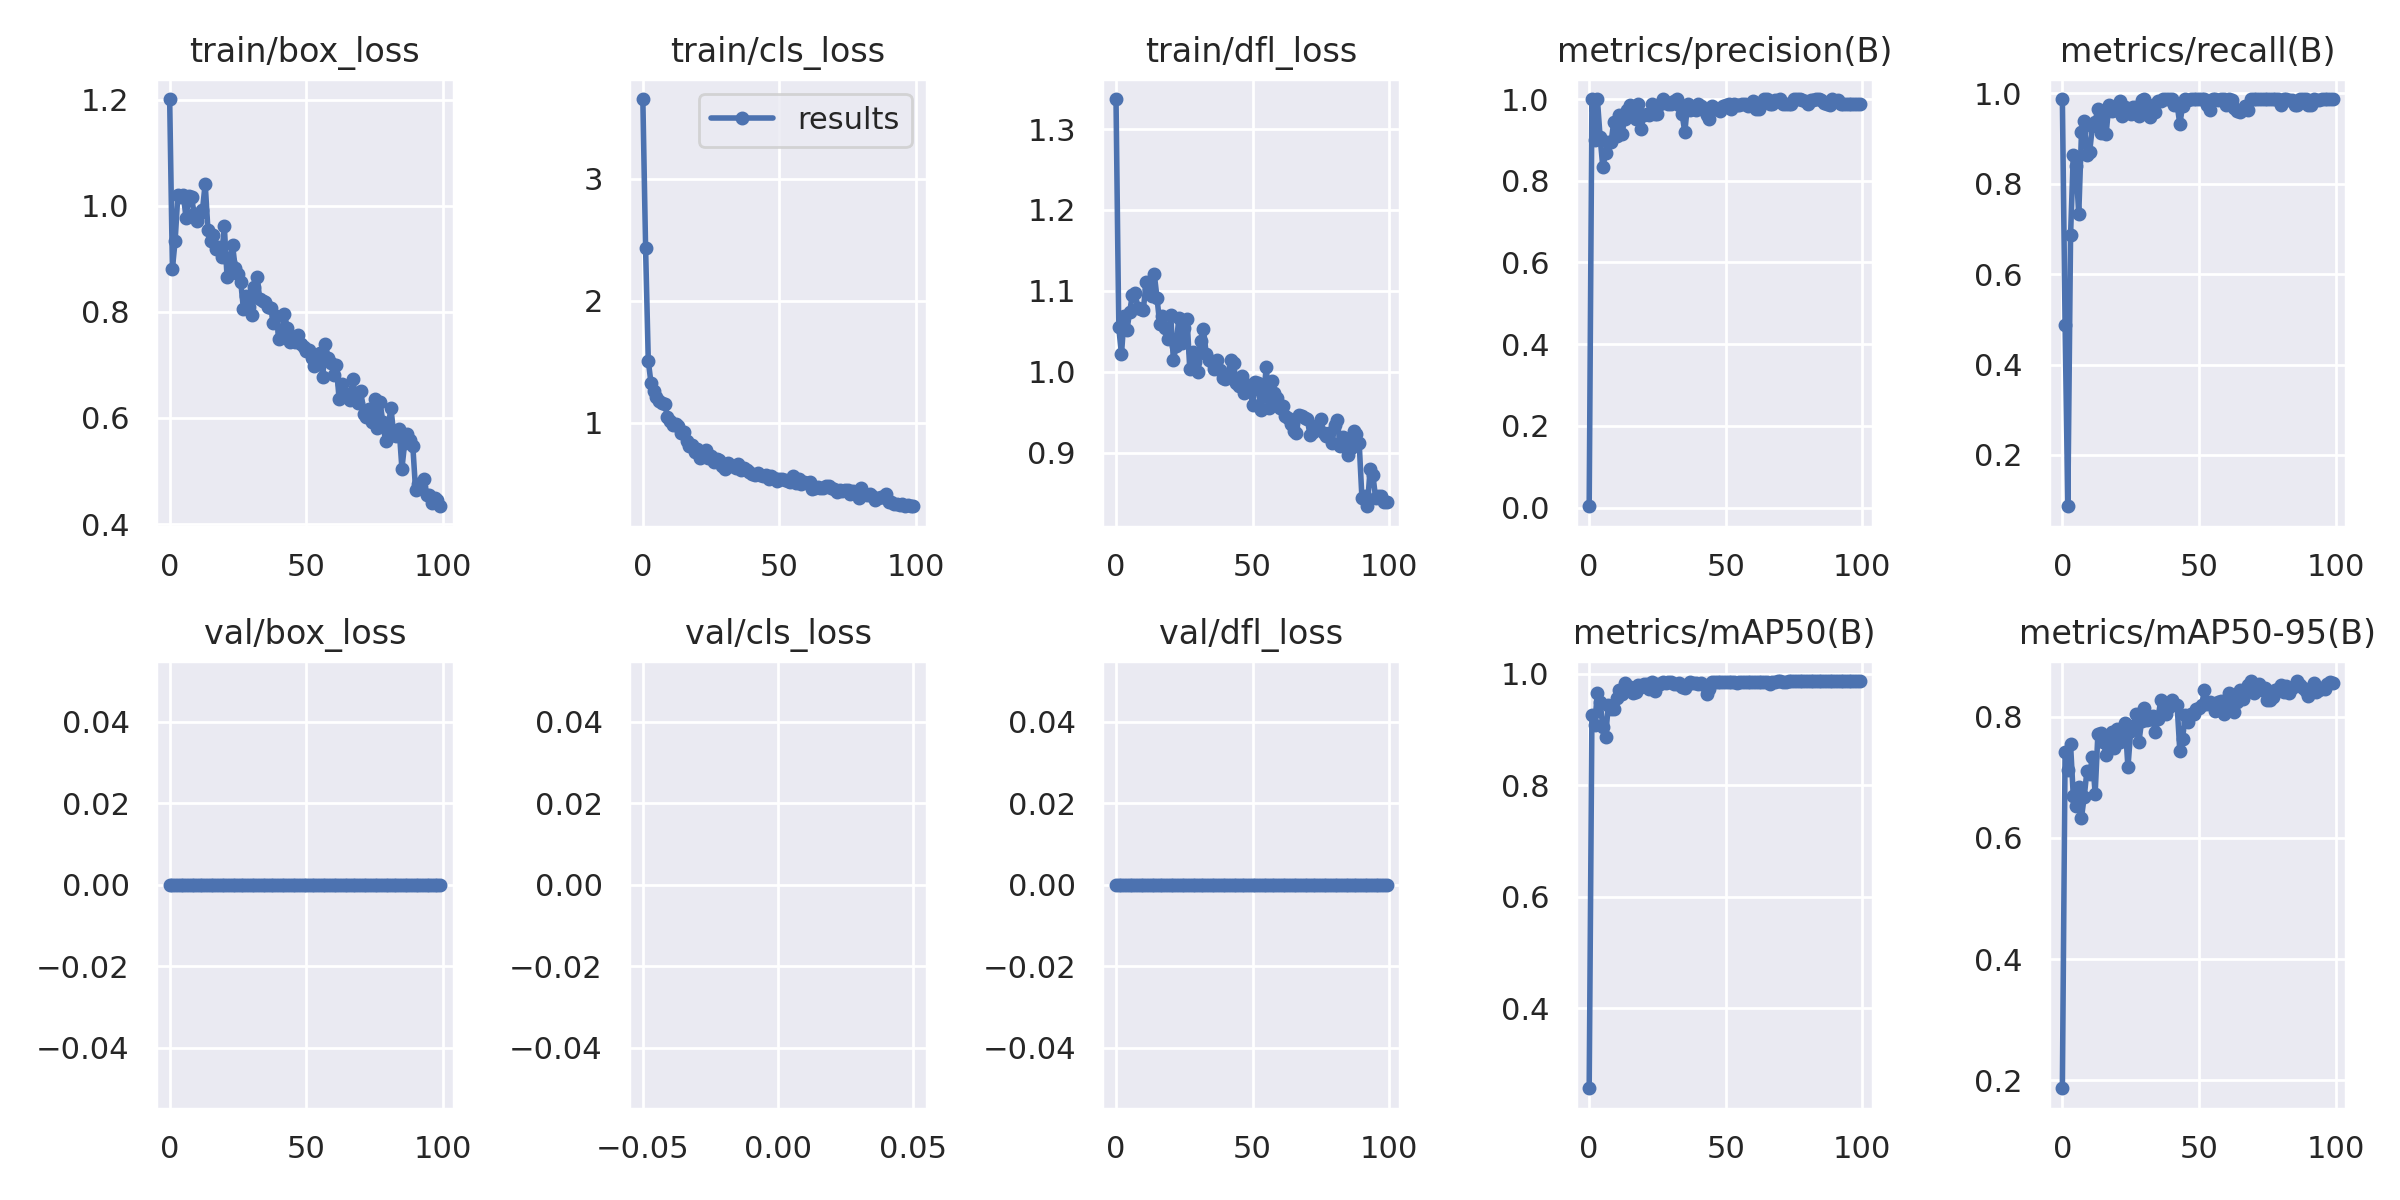 train/box_loss
1.2
1.0
0.8
0.6
0.4
0 50 100
train/cls_loss
results
3
2
1
0 50 100
train/dfl_loss
1.3
1.2
1.1
1.0
0.9
0 50 100
metrics/precision(B)
1.0
0.8
0.6
0.4
0.2
0.0
0 50 100
metrics/recall(B)
1.0
0.8
0.6
0.4
0.2
0 50 100
val/box_loss
0.04
0.02
0.00
−0.02
−0.04
0 50 100
val/cls_loss
0.04
0.02
0.00
−0.02
−0.04
−0.05 0.00 0.05
val/dfl_loss
0.04
0.02
0.00
−0.02
−0.04
0 50 100
metrics/mAP50(B)
1.0
0.8
0.6
0.4
0 50 100
metrics/mAP50-95(B)
0.8
0.6
0.4
0.2
0 50 100